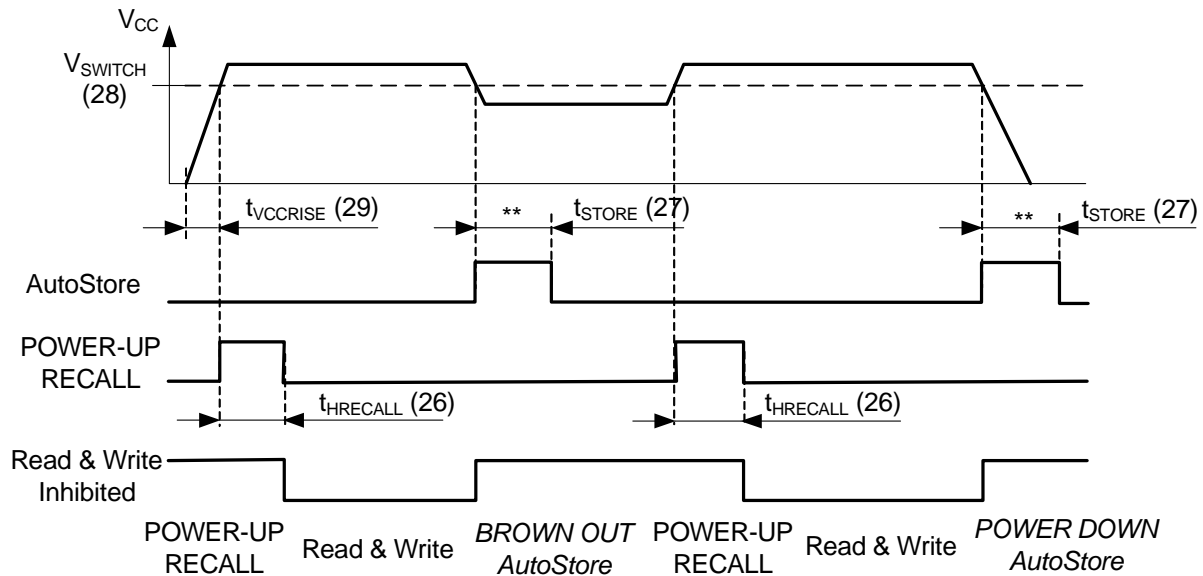 VCC
VSWITCH
(28)
tVCCRISE (29)
**
tSTORE (27)
**
tSTORE (27)
AutoStore
POWER-UP
RECALL
tHRECALL (26)
tHRECALL (26)
Read & Write
Inhibited
POWER-UP
RECALL
Read & Write
BROWN OUT
AutoStore
POWER-UP
RECALL
Read & Write
POWER DOWN
AutoStore